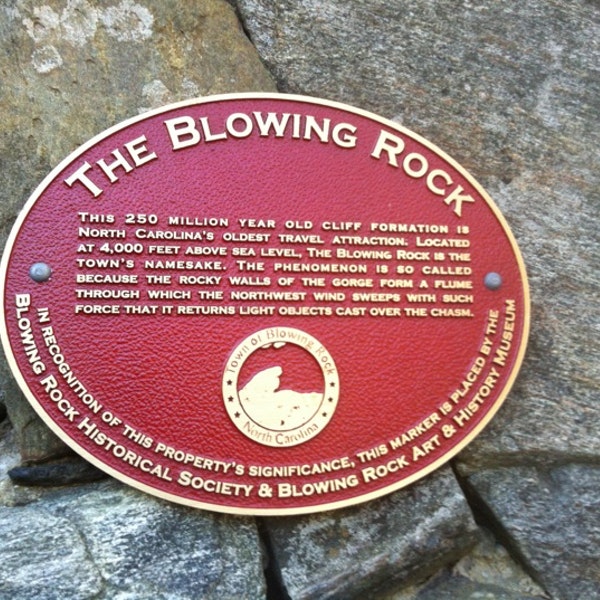 THE BLOWING ROCK
THIS 250 MILLION YEAR OLD CLIFF FORMATION IS
NORTH CAROLINA'S OLDEST TRAVEL ATTRACTION. LOCATED
AT 4,000 FEET ABOVE SEA LEVEL, THE BLOWING ROCK IS THE
TOWN'S NAMESAKE. THE PHENOMENON IS SO CALLED
BECAUSE THE ROCKY WALLS OF THE GORGE FORM A FLUME
THROUGH WHICH THE NORTHWEST WIND SWEEPS WITH SUCH
FORCE THAT IT RETURNS LIGHT OBJECTS CAST OVER THE CHASM.
Town of Blowing Rock
North Carolina
IN RECOGNITION OF THIS PROPERTY'S SIGNIFICANCE, THIS MARKER IS PLACED BY THE
BLOWING ROCK HISTORICAL SOCIETY & BLOWING ROCK ART & HISTORY MUSEUM